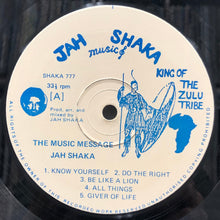 JAH SHAKA
music$
SHAKA 777
33⅓ rpm
[A]
Prod. arr. and
mixed by
JAH SHAKA
KING OF
THE
ZULU
TRIBE
THE MUSIC MESSAGE
JAH SHAKA
1. KNOW YOURSELF 2. DO THE RIGHT
3. BE LIKE A LION
4. ALL THINGS
5. GIVER OF LIFE
ALL RIGHTS OF THE OWNER OF THE RECORDED WORK RESERVED UNAUTHORISED COPYING IS PROHIBITED